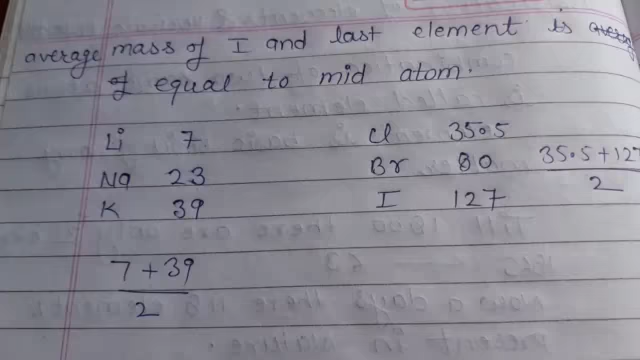 average mass of I and last element is
of equal to mid atom.
Li 7 Cl 35.5
Na 23 Br 80 35.5+127
2
K 39 I 127
7 + 39
2